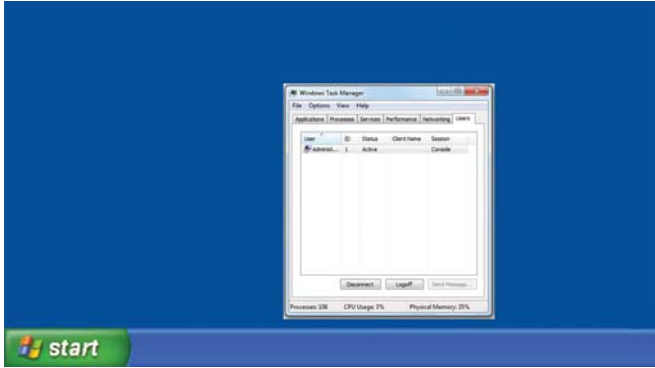 Windows Task Manager
File Options View Help
Applications Processes Services Performance Networking Users
User ID Status Client Name Session
Administ... 1 Active Console
Disconnect Logoff Send Message...
Processes: 106 CPU Usage: 3% Physical Memory: 35%
start